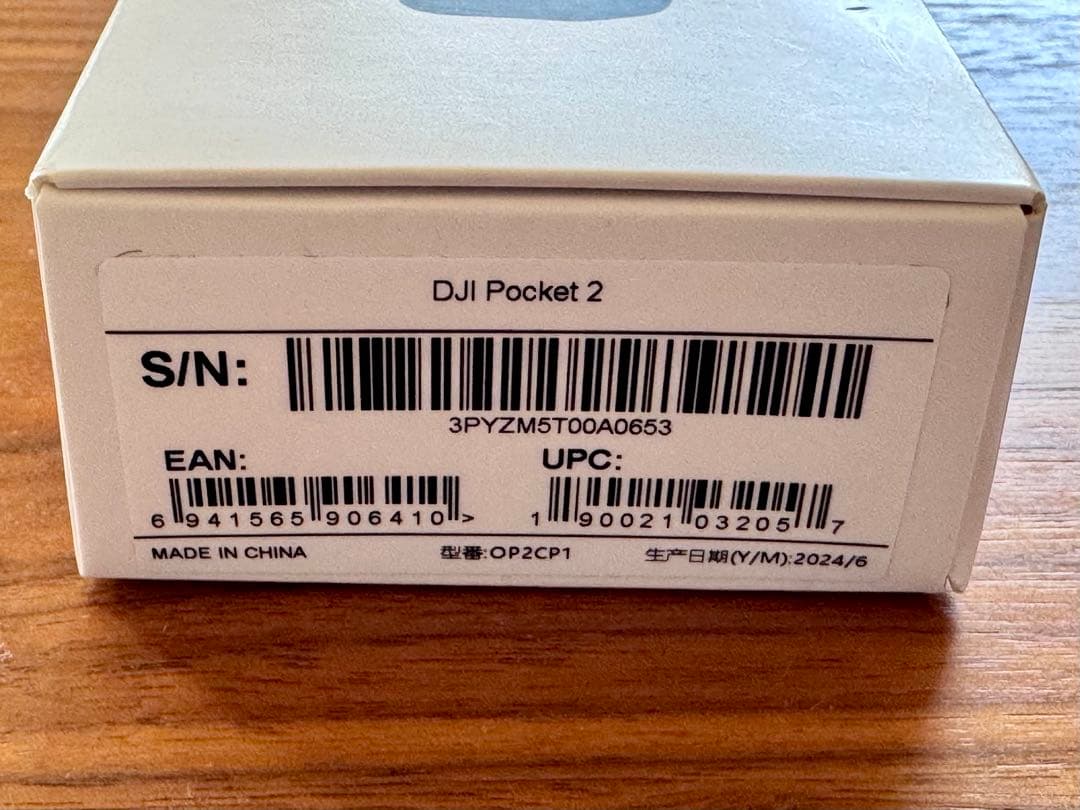 DJI Pocket 2
S/N:
3PYZM5T00A0653
EAN:
6 941565 906410 >
UPC:
1 90021 03205 7
MADE IN CHINA
型番:OP2CP1
生产日期(Y/M):2024/6